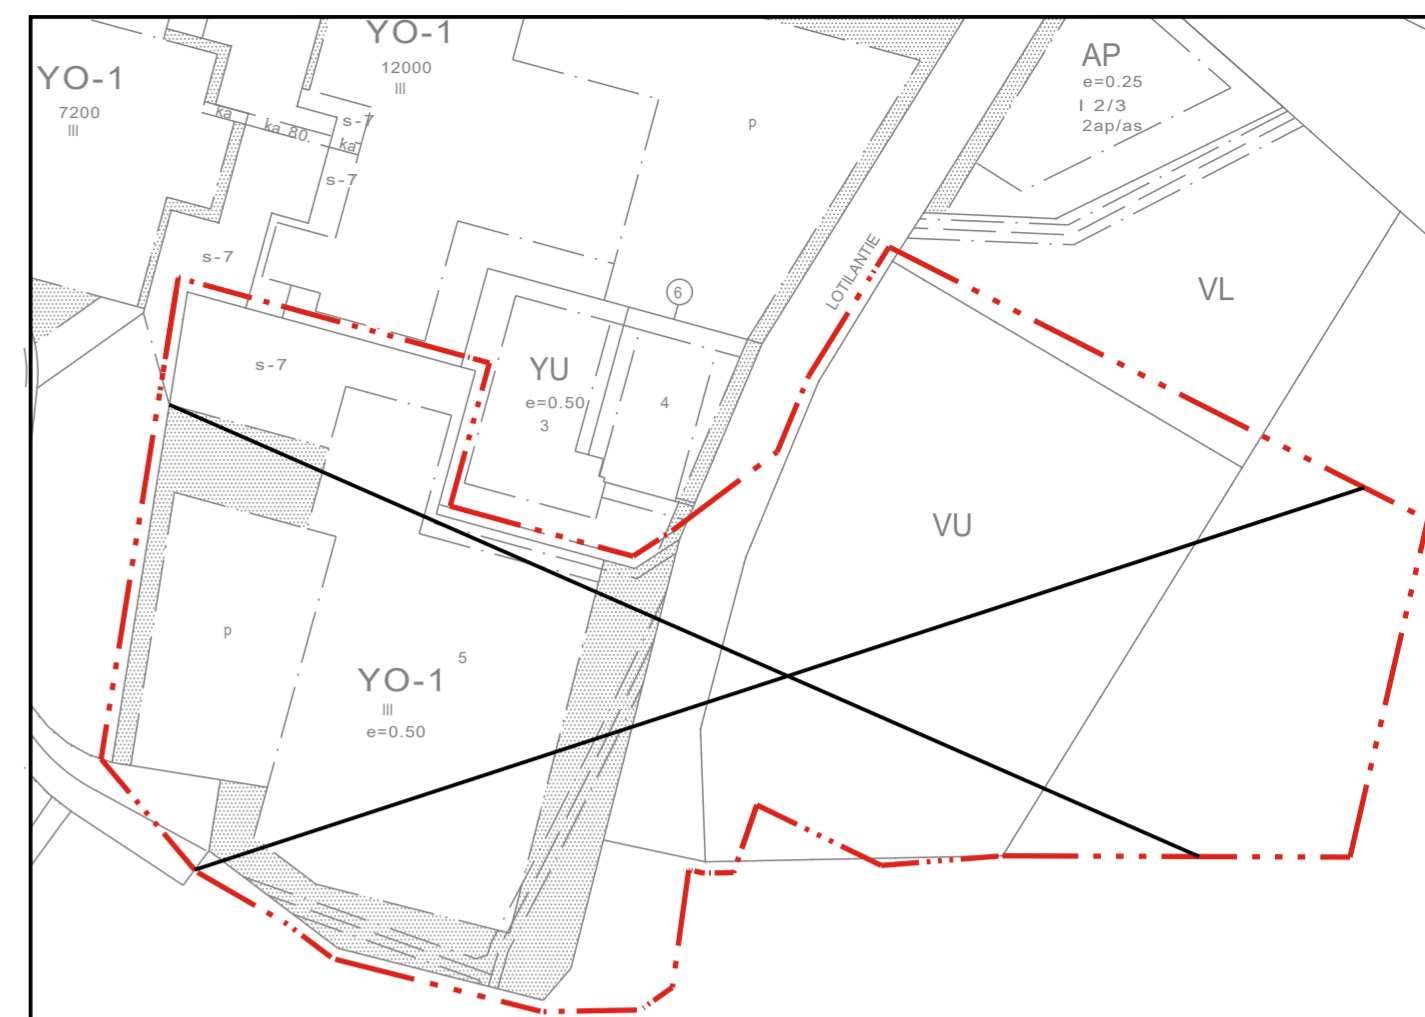 YO-1
12000
III
YO-1
7200
III
AP
e=0.25
I 2/3
2ap/as
p
ka
ka 80
s-7
ka
s-7
s-7
LOTILANTIE
VL
6
s-7
YU
e=0.50
3
4
VU
p
5
YO-1
III
e=0.50